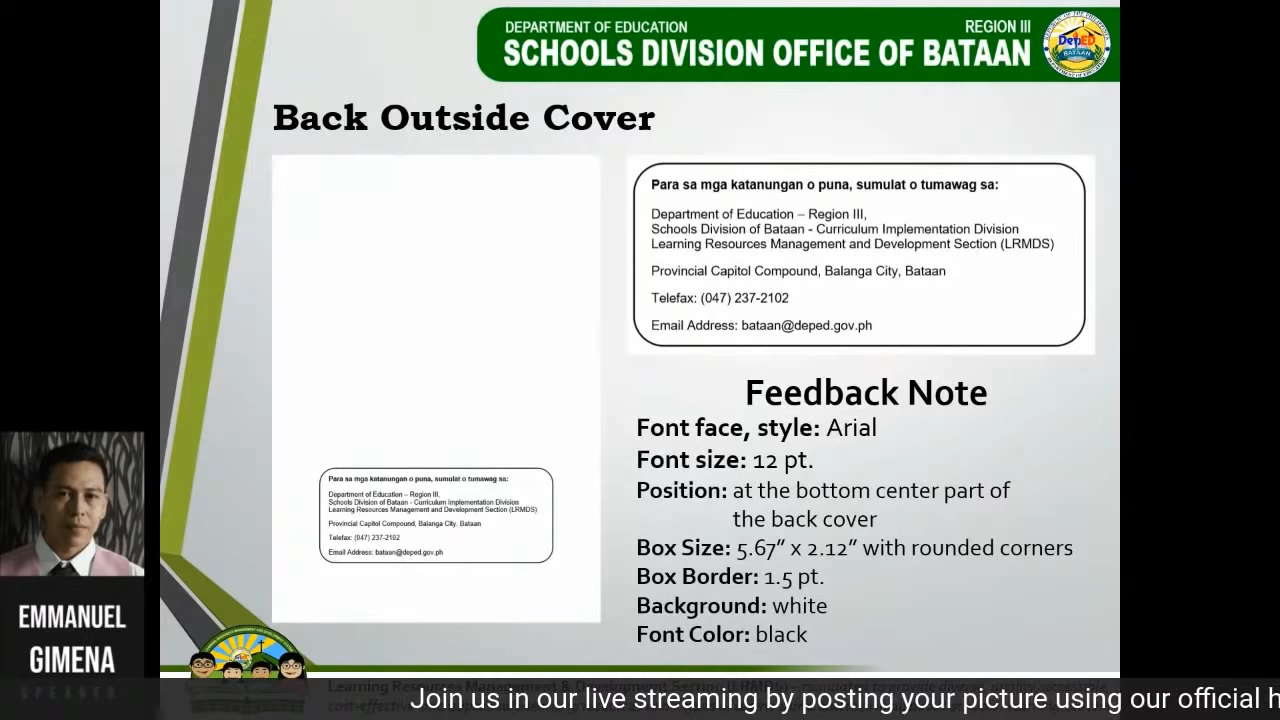 DEPARTMENT OF EDUCATION
REGION III
SCHOOLS DIVISION OFFICE OF BATAAN
DepED
BATAAN
Back Outside Cover
Para sa mga katanungan o puna, sumulat o tumawag sa:
Department of Education – Region III,
Schools Division of Bataan - Curriculum Implementation Division
Learning Resources Management and Development Section (LRMDS)
Provincial Capitol Compound, Balanga City, Bataan
Telefax: (047) 237-2102
Email Address: bataan@deped.gov.ph
Para sa mga katanungan o puna, sumulat o tumawag sa:
Department of Education – Region III,
Schools Division of Bataan - Curriculum Implementation Division
Learning Resources Management and Development Section (LRMDS)
Provincial Capitol Compound, Balanga City, Bataan
Telefax: (047) 237-2102
Email Address: bataan@deped.gov.ph
Feedback Note
Font face, style: Arial
Font size: 12 pt.
Position: at the bottom center part of
the back cover
Box Size: 5.67" x 2.12" with rounded corners
Box Border: 1.5 pt.
Background: white
Font Color: black
EMMANUEL
GIMENA
SPEAKER
Join us in our live streaming by posting your picture using our official h